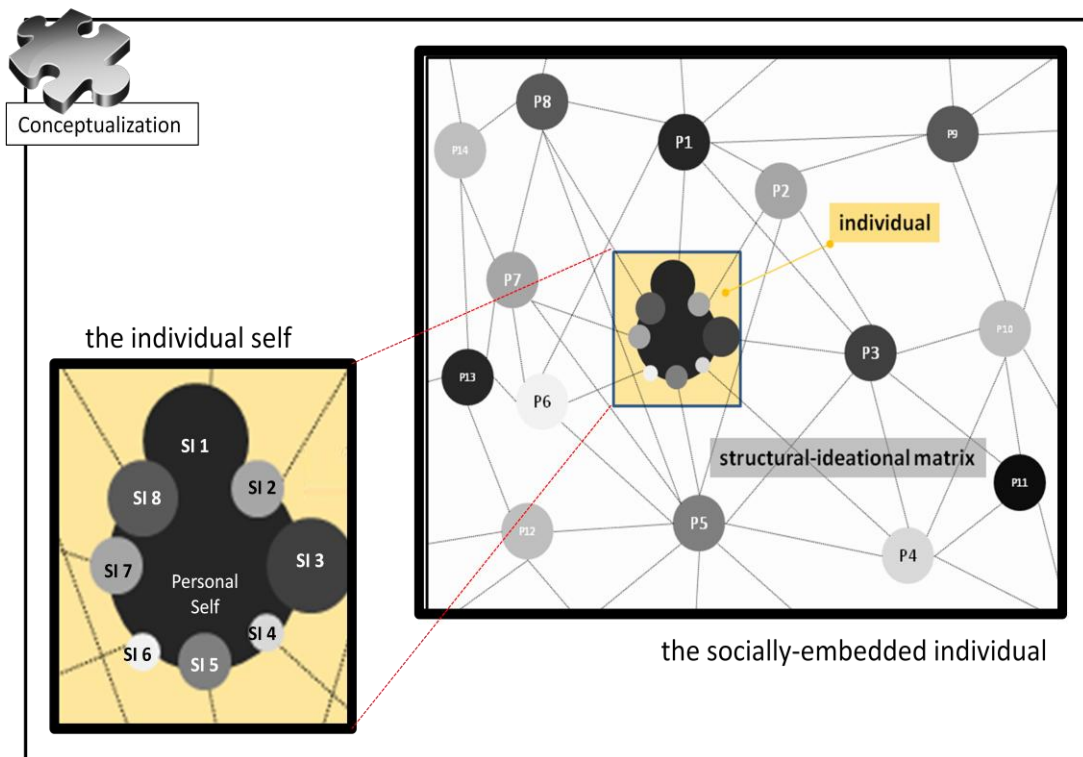 Conceptualization
P8
P1
P9
P14
P2
individual
P7
P10
P3
P13
P6
structural-ideational matrix
P11
P5
P12
P4
the socially-embedded individual
the individual self
SI 1
SI 2
SI 8
SI 3
SI 7
Personal
Self
SI 4
SI 6
SI 5